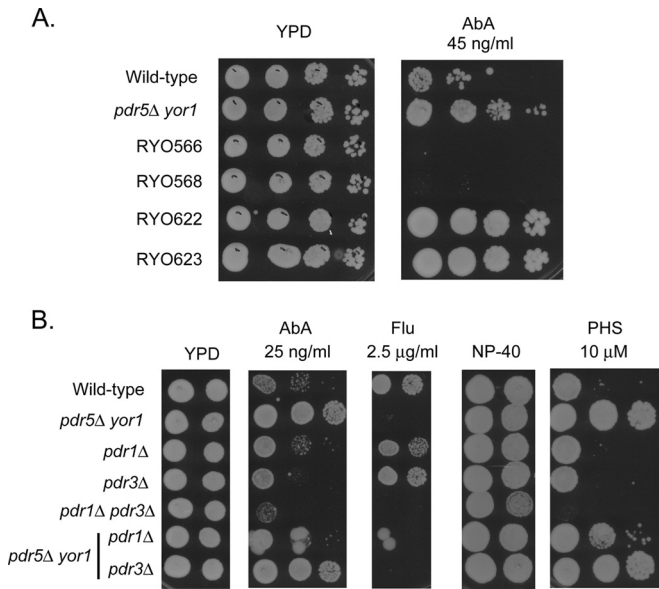 A.
YPD
AbA
45 ng/ml
Wild-type
pdr5Δ yor1
RYO566
RYO568
RYO622
RYO623
B.
YPD
AbA
25 ng/ml
Flu
2.5 µg/ml
NP-40
PHS
10 µM
Wild-type
pdr5Δ yor1
pdr1Δ
pdr3Δ
pdr1Δ pdr3Δ
pdr5Δ yor1
pdr1Δ
pdr3Δ